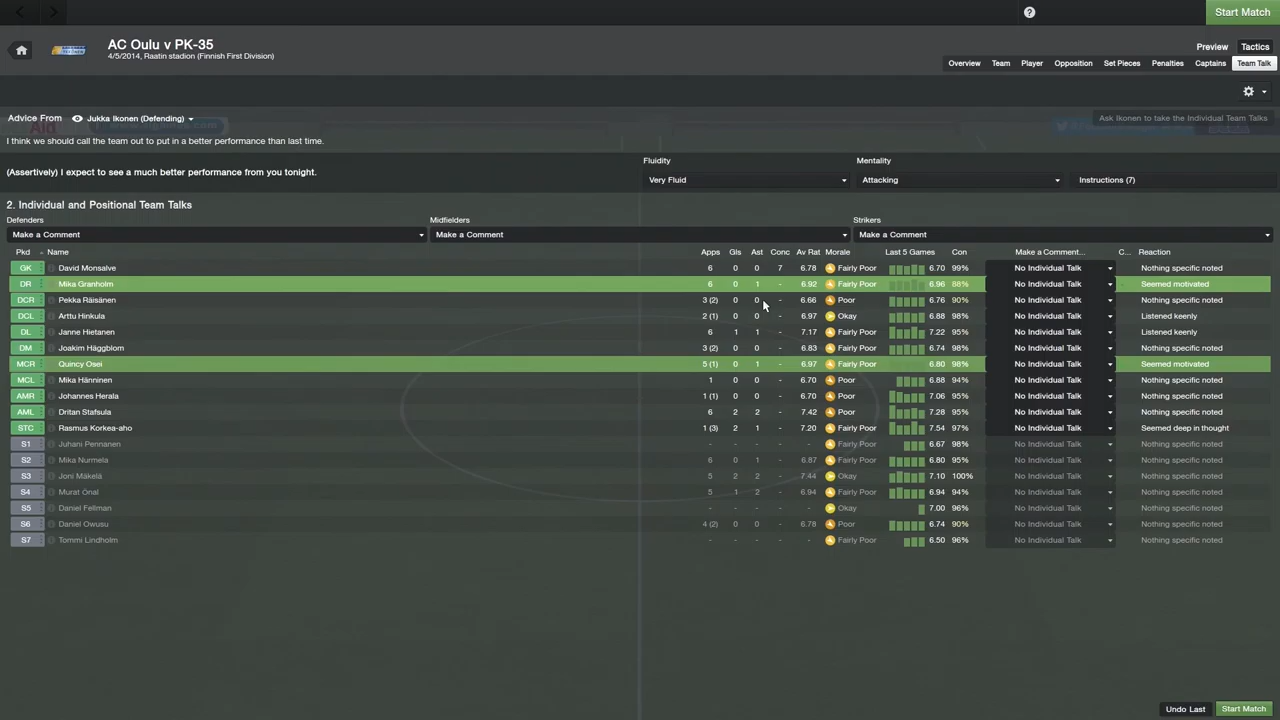 Start Match
AC Oulu v PK-35
4/5/2014, Raatin stadion (Finnish First Division)
Preview Tactics
Overview Team Player Opposition Set Pieces Penalties Captains Team Talk
Advice From Jukka Ikonen (Defending) Ask Ikonen to take the Individual Team Talks
I think we should call the team out to put in a better performance than last time.
Fluidity Mentality
(Assertively) I expect to see a much better performance from you tonight.
Very Fluid Attacking Instructions (7)
2. Individual and Positional Team Talks
Defenders Midfielders Strikers
Make a Comment Make a Comment Make a Comment
Pkd Name Apps Gls Ast Conc Av Rat Morale Last 5 Games Con Make a Comment... C... Reaction
GK David Monsalve 6 0 0 7 6.78 Fairly Poor 6.70 99% No Individual Talk Nothing specific noted
DR Mika Granholm 6 0 1 - 6.92 Fairly Poor 6.96 88% No Individual Talk Seemed motivated
DCR Pekka Räisänen 3 (2) 0 0 - 6.66 Poor 6.76 90% No Individual Talk Nothing specific noted
DCL Arttu Hinkula 2 (1) 0 0 - 6.97 Okay 6.88 98% No Individual Talk Listened keenly
DL Janne Hietanen 6 1 1 - 7.17 Fairly Poor 7.22 95% No Individual Talk Listened keenly
DM Joakim Häggblom 3 (2) 0 0 - 6.83 Fairly Poor 6.74 98% No Individual Talk Nothing specific noted
MCR Quincy Osei 5 (1) 0 1 - 6.97 Fairly Poor 6.80 98% No Individual Talk Seemed motivated
MCL Mika Hänninen 1 0 0 - 6.70 Poor 6.88 94% No Individual Talk Nothing specific noted
AMR Johannes Herala 1 (1) 0 0 - 6.70 Poor 7.06 95% No Individual Talk Nothing specific noted
AML Dritan Stafsula 6 2 2 - 7.42 Poor 7.28 95% No Individual Talk Nothing specific noted
STC Rasmus Korkea-aho 1 (3) 2 1 - 7.20 Fairly Poor 7.54 97% No Individual Talk Seemed deep in thought
S1 Juhani Pennanen - - - - - Fairly Poor 6.67 98% No Individual Talk Nothing specific noted
S2 Mika Nurmela 6 0 1 - 6.87 Fairly Poor 6.80 95% No Individual Talk Nothing specific noted
S3 Joni Mäkelä 5 2 2 - 7.44 Okay 7.10 100% No Individual Talk Nothing specific noted
S4 Murat Önal 5 1 2 - 6.94 Fairly Poor 6.94 94% No Individual Talk Nothing specific noted
S5 Daniel Fellman - - - - - Okay 7.00 96% No Individual Talk Nothing specific noted
S6 Daniel Owusu 4 (2) 0 0 - 6.78 Poor 6.74 90% No Individual Talk Nothing specific noted
S7 Tommi Lindholm - - - - - Fairly Poor 6.50 96% No Individual Talk Nothing specific noted
Undo Last Start Match